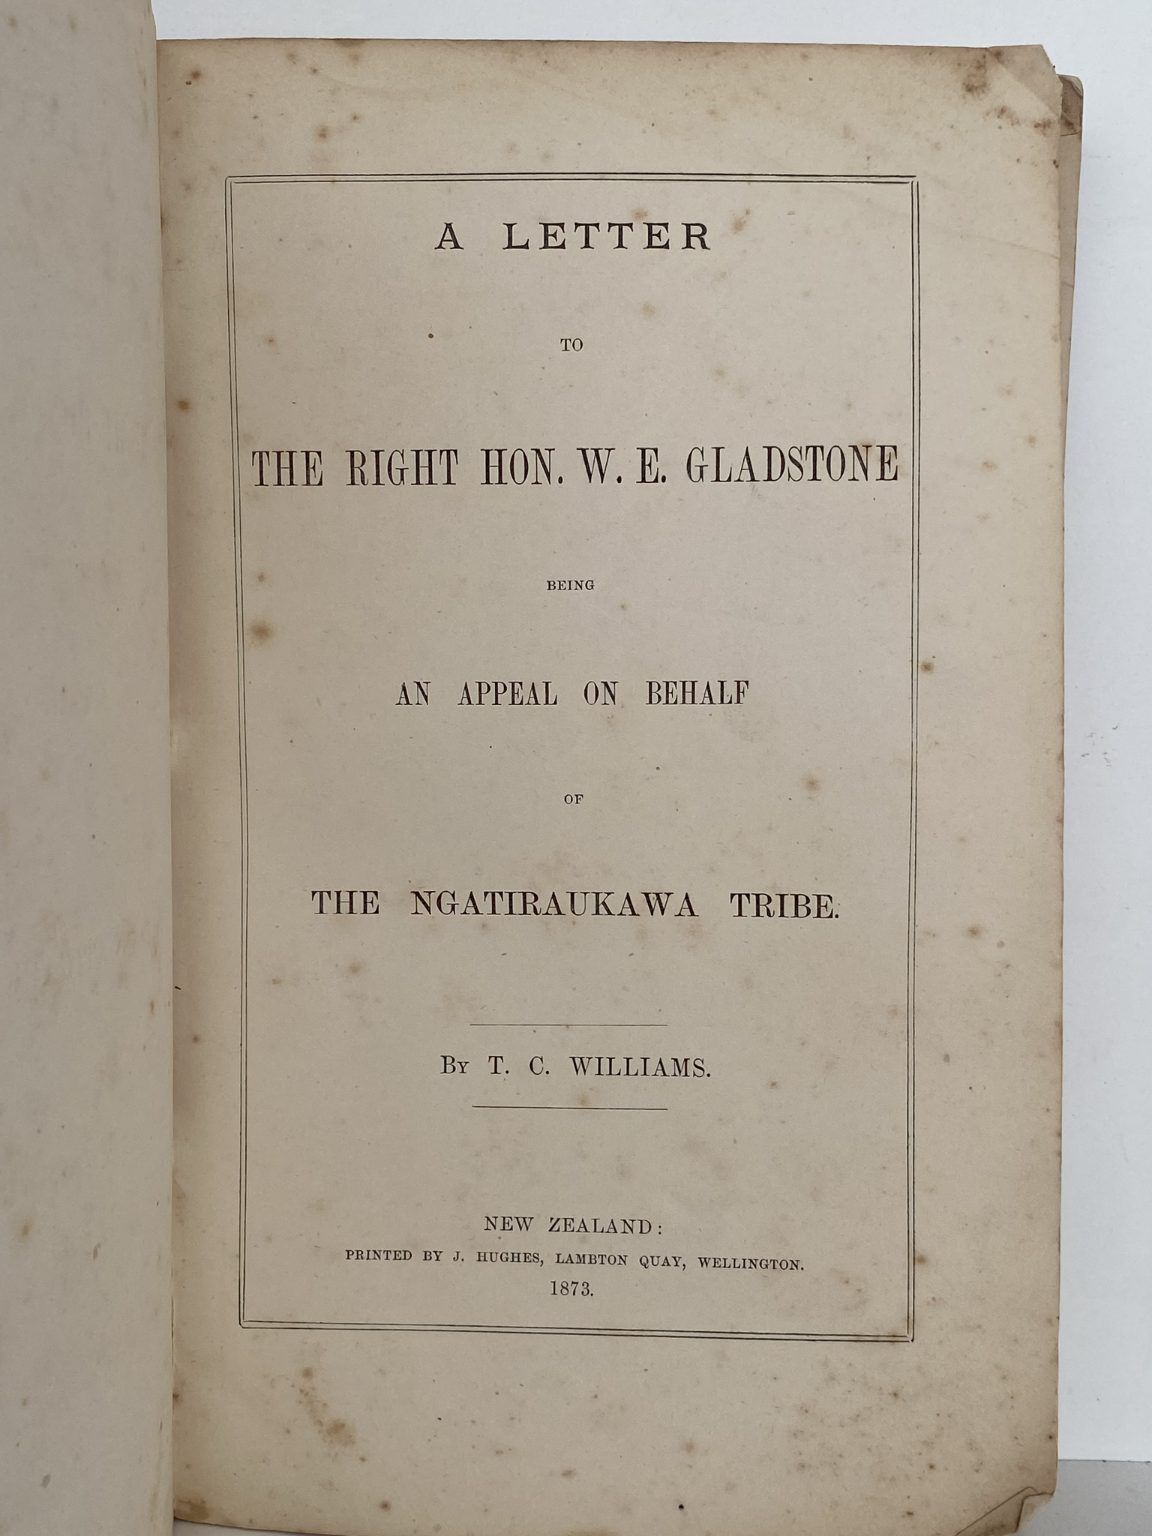 A LETTER
TO
THE RIGHT HON. W. E. GLADSTONE
BEING
AN APPEAL ON BEHALF
OF
THE NGATIRAUKAWA TRIBE.
By T. C. WILLIAMS.
NEW ZEALAND:
PRINTED BY J. HUGHES, LAMBTON QUAY, WELLINGTON.
1873.